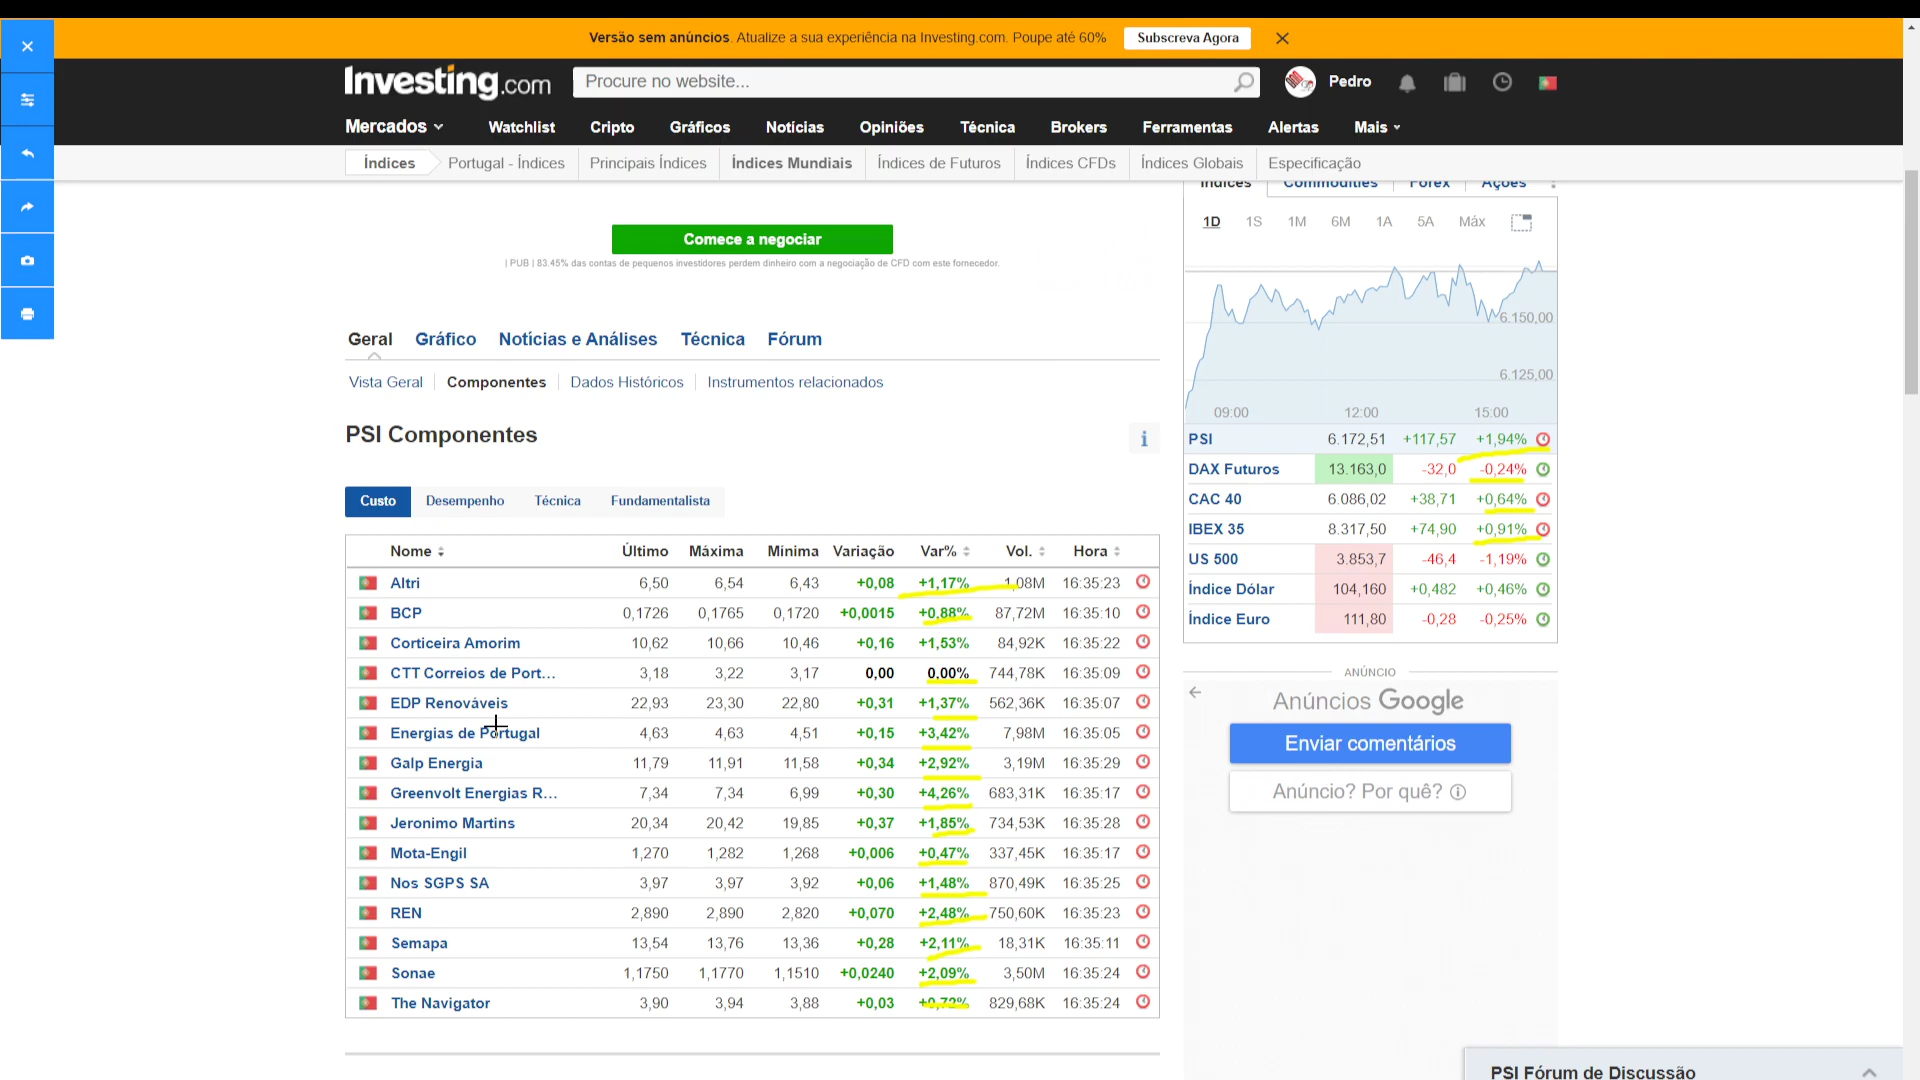 Versão sem anúncios. Atualize a sua experiência na Investing.com. Poupe até 60% Subscreva Agora
Investing.com Procure no website... Pedro
Mercados Watchlist Cripto Gráficos Notícias Opiniões Técnica Brokers Ferramentas Alertas Mais
Índices Portugal - Índices Principais Índices Índices Mundiais Índices de Futuros Índices CFDs Índices Globais Especificação
Comece a negociar
| PUB | 83.45% das contas de pequenos investidores perdem dinheiro com a negociação de CFD com este fornecedor.
Geral Gráfico Notícias e Análises Técnica Fórum
Vista Geral Componentes Dados Históricos Instrumentos relacionados
PSI Componentes
i
Custo Desempenho Técnica Fundamentalista
Nome Último Máxima Mínima Variação Var% Vol. Hora
Altri 6,50 6,54 6,43 +0,08 +1,17% 1,08M 16:35:23
BCP 0,1726 0,1765 0,1720 +0,0015 +0,88% 87,72M 16:35:10
Corticeira Amorim 10,62 10,66 10,46 +0,16 +1,53% 84,92K 16:35:22
CTT Correios de Port... 3,18 3,22 3,17 0,00 0,00% 744,78K 16:35:09
EDP Renováveis 22,93 23,30 22,80 +0,31 +1,37% 562,36K 16:35:07
Energias de Portugal 4,63 4,63 4,51 +0,15 +3,42% 7,98M 16:35:05
Galp Energia 11,79 11,91 11,58 +0,34 +2,92% 3,19M 16:35:29
Greenvolt Energias R... 7,34 7,34 6,99 +0,30 +4,26% 683,31K 16:35:17
Jeronimo Martins 20,34 20,42 19,85 +0,37 +1,85% 734,53K 16:35:28
Mota-Engil 1,270 1,282 1,268 +0,006 +0,47% 337,45K 16:35:17
Nos SGPS SA 3,97 3,97 3,92 +0,06 +1,48% 870,49K 16:35:25
REN 2,890 2,890 2,820 +0,070 +2,48% 750,60K 16:35:23
Semapa 13,54 13,76 13,36 +0,28 +2,11% 18,31K 16:35:11
Sonae 1,1750 1,1770 1,1510 +0,0240 +2,09% 3,50M 16:35:24
The Navigator 3,90 3,94 3,88 +0,03 +0,72% 829,68K 16:35:24
Índices Commodities Forex Ações
1D 1S 1M 6M 1A 5A Máx
6.150,00
6.125,00
09:00 12:00 15:00
PSI 6.172,51 +117,57 +1,94%
DAX Futuros 13.163,0 -32,0 -0,24%
CAC 40 6.086,02 +38,71 +0,64%
IBEX 35 8.317,50 +74,90 +0,91%
US 500 3.853,7 -46,4 -1,19%
Índice Dólar 104,160 +0,482 +0,46%
Índice Euro 111,80 -0,28 -0,25%
ANÚNCIO
Anúncios Google
Enviar comentários
Anúncio? Por quê?
PSI Fórum de Discussão